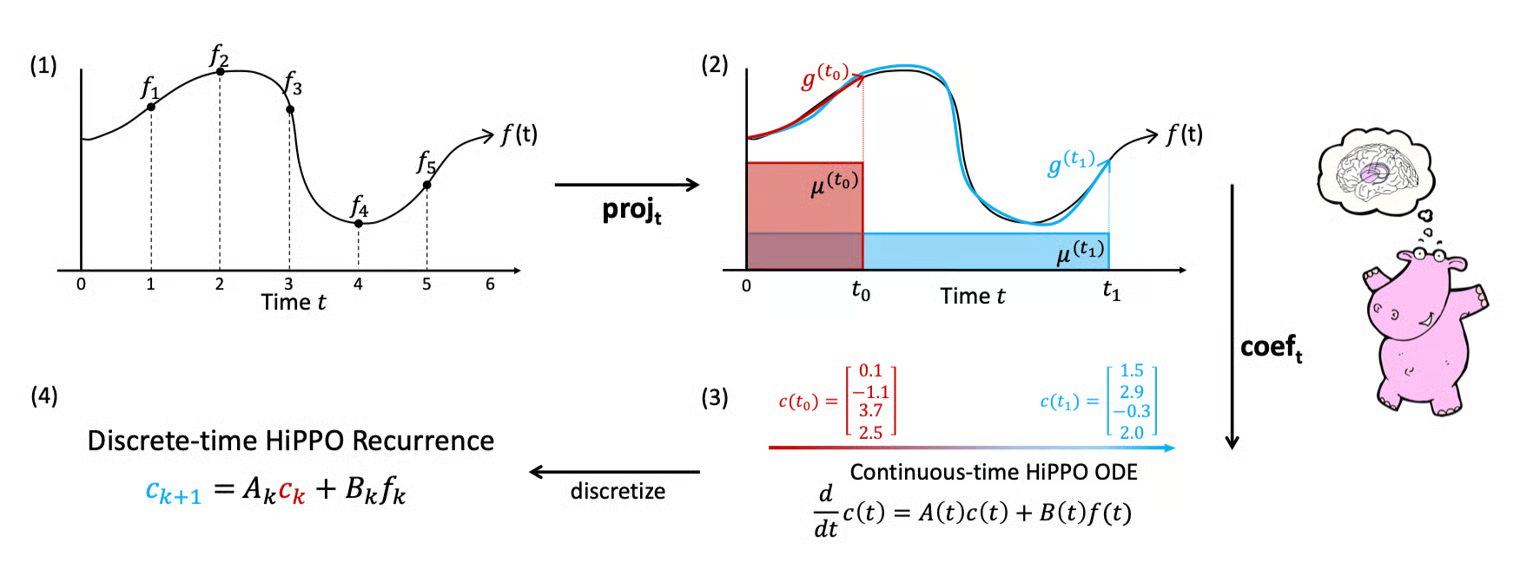 (1)
f₁
f₂
f₃
f₄
f₅
f(t)
0 1 2 3 4 5 6
Time t
proj_t
(2)
g^(t₀)
μ^(t₀)
g^(t₁)
μ^(t₁)
f(t)
0 t₀ Time t t₁
coef_t
(3)
c(t₀) = [0.1 −1.1 3.7 2.5]
c(t₁) = [1.5 2.9 −0.3 2.0]
Continuous-time HiPPO ODE
d/dt c(t) = A(t)c(t) + B(t)f(t)
discretize
(4)
Discrete-time HiPPO Recurrence
c_{k+1} = A_k c_k + B_k f_k